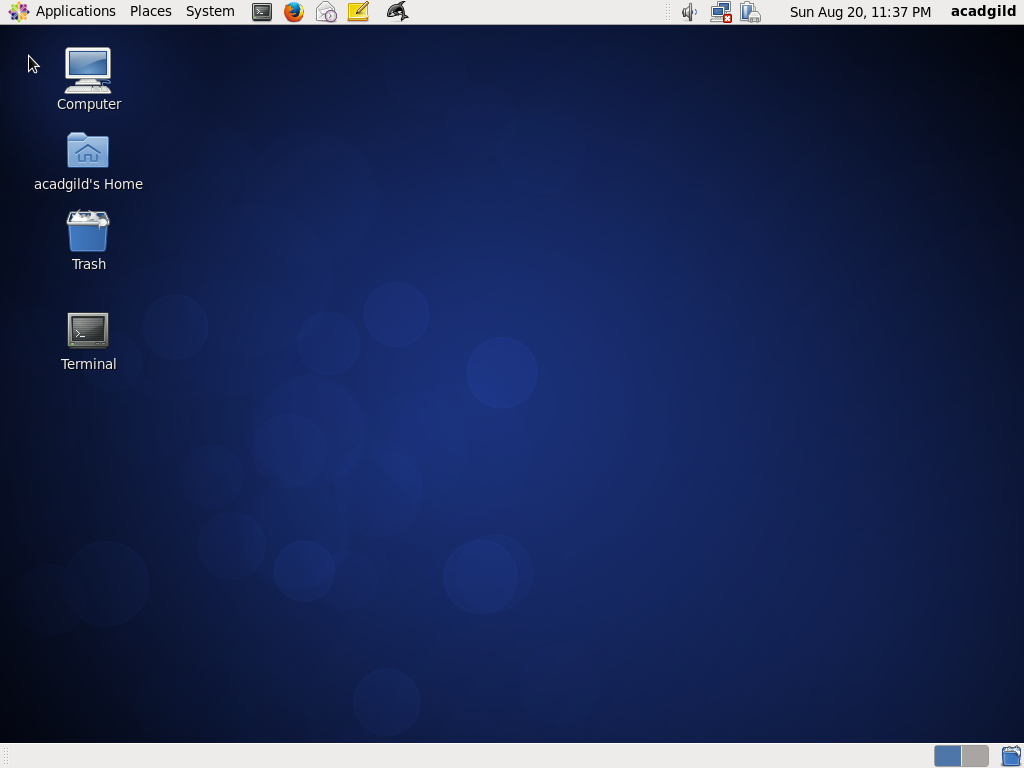 Applications Places System Sun Aug 20, 11:37 PM acadgild
Computer
acadgild's Home
Trash
Terminal